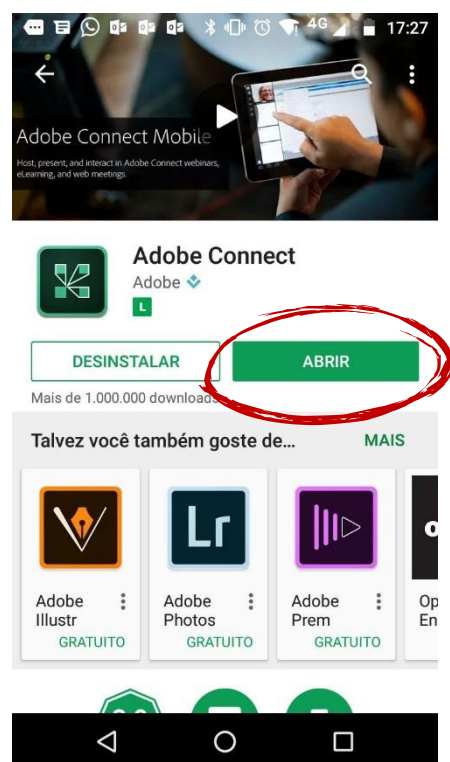 4G 17:27
Adobe Connect Mobile
Host, present, and interact in Adobe Connect webinars,
eLearning, and web meetings.
Adobe Connect
Adobe
L
DESINSTALAR ABRIR
Mais de 1.000.000 downloads
Talvez você também goste de... MAIS
Lr
Adobe Illustr
GRATUITO
Adobe Photos
GRATUITO
Adobe Prem
GRATUITO
Op
En